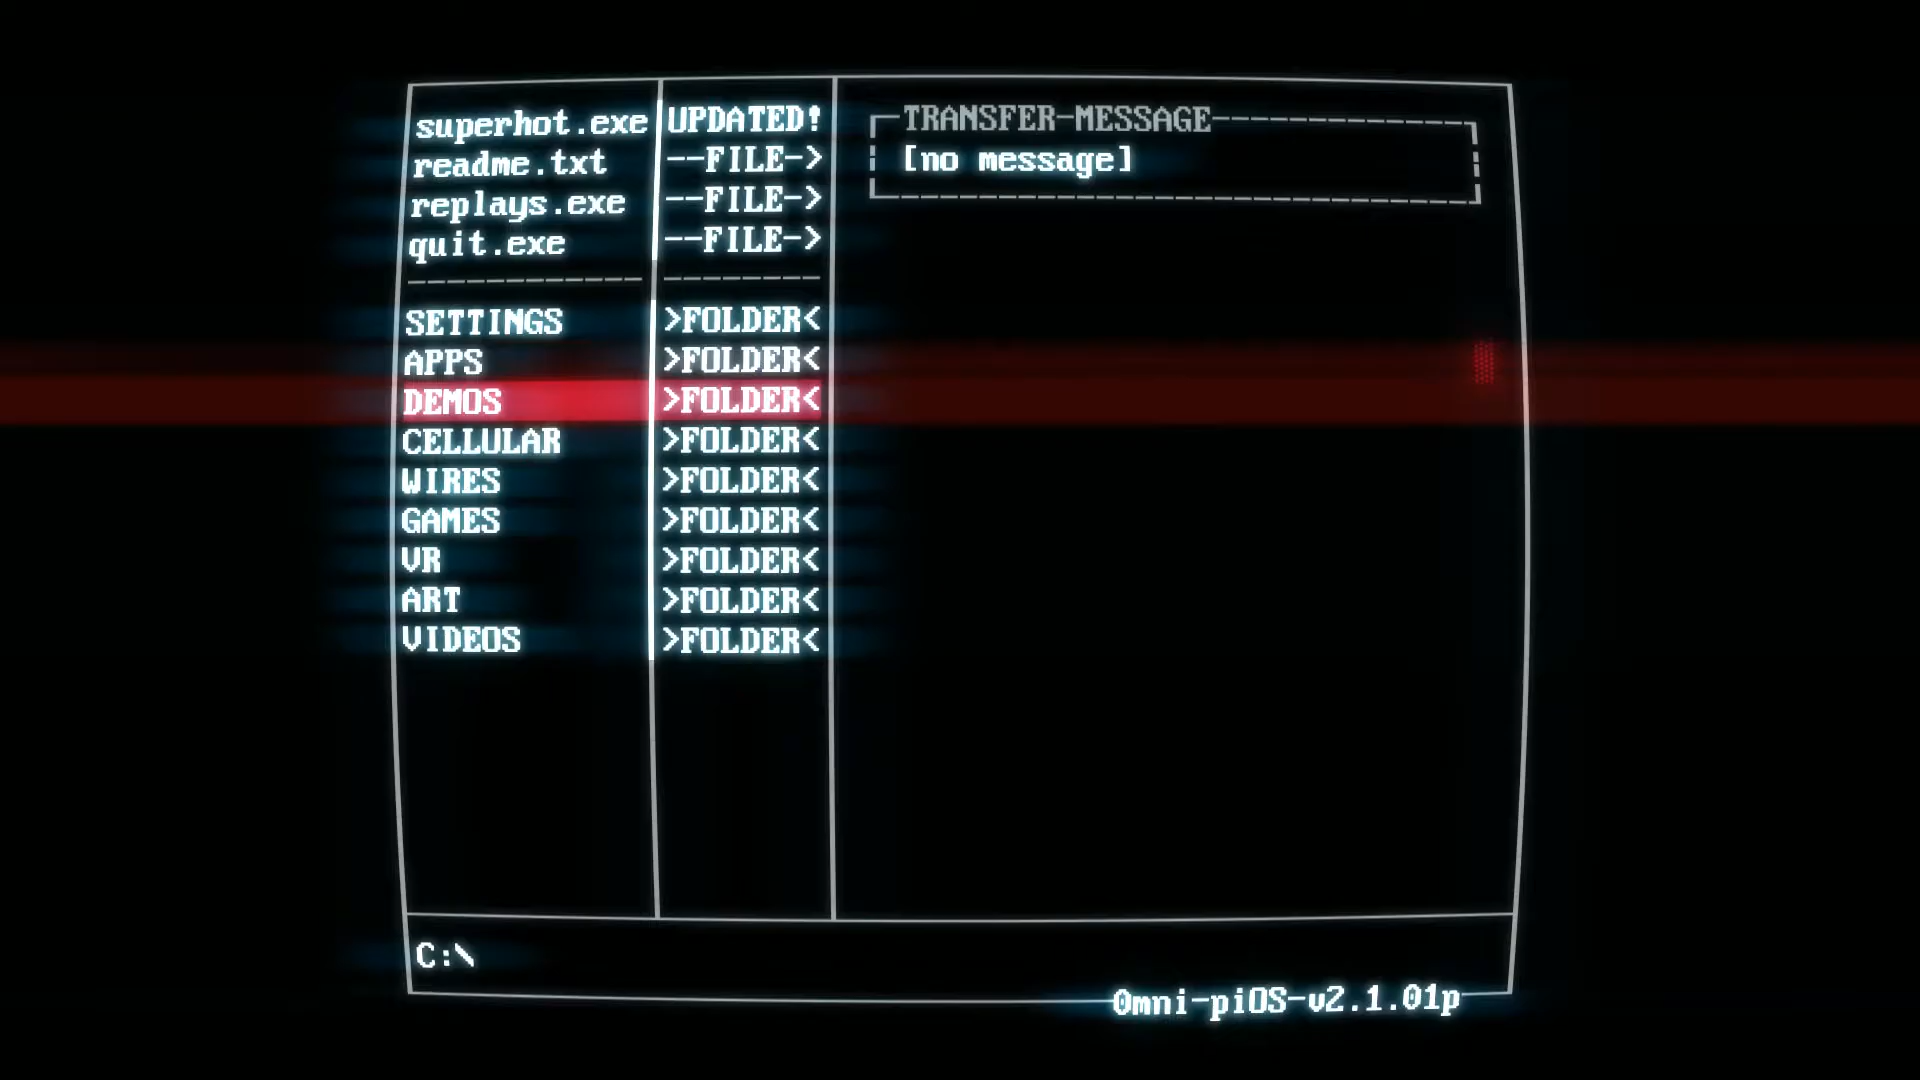 superhot.exe UPDATED!
readme.txt --FILE->
replays.exe --FILE->
quit.exe --FILE->
SETTINGS >FOLDER<
APPS >FOLDER<
DEMOS >FOLDER<
CELLULAR >FOLDER<
WIRES >FOLDER<
GAMES >FOLDER<
VR >FOLDER<
ART >FOLDER<
VIDEOS >FOLDER<
TRANSFER-MESSAGE
[no message]
C:\
Omni-piOS-v2.1.01p